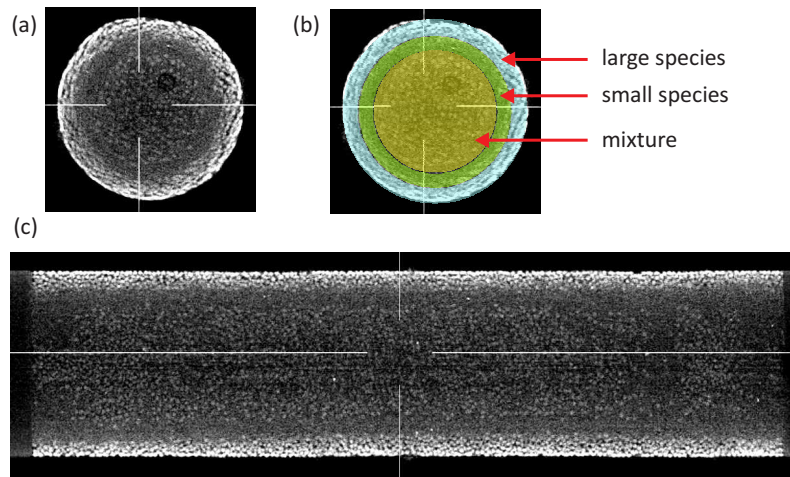 (a)
(b)
large species
small species
mixture
(c)